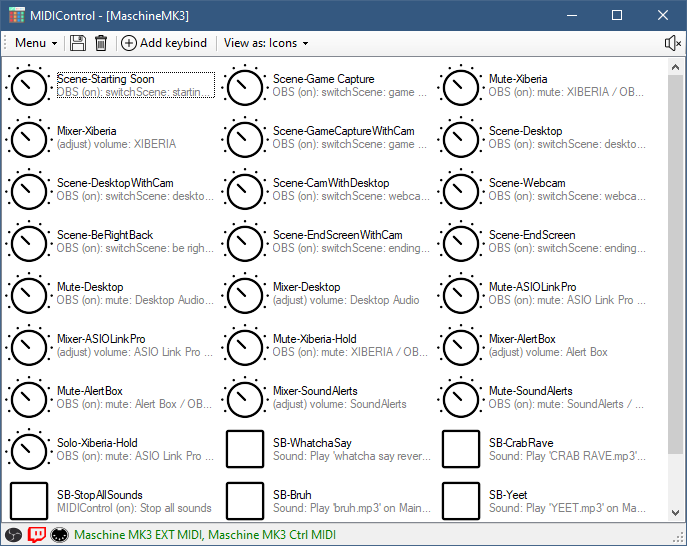 MIDIControl - [MaschineMK3]
Menu Add keybind View as: Icons
Scene-Starting Soon
OBS (on): switchScene: startin...
Scene-Game Capture
OBS (on): switchScene: game ...
Mute-Xiberia
OBS (on): mute: XIBERIA / OB...
Mixer-Xiberia
(adjust) volume: XIBERIA
Scene-GameCaptureWithCam
OBS (on): switchScene: game ...
Scene-Desktop
OBS (on): switchScene: deskto...
Scene-DesktopWithCam
OBS (on): switchScene: deskto...
Scene-CamWithDesktop
OBS (on): switchScene: webca...
Scene-Webcam
OBS (on): switchScene: webca...
Scene-BeRightBack
OBS (on): switchScene: be righ...
Scene-EndScreenWithCam
OBS (on): switchScene: ending...
Scene-EndScreen
OBS (on): switchScene: ending...
Mute-Desktop
OBS (on): mute: Desktop Audio...
Mixer-Desktop
(adjust) volume: Desktop Audio
Mute-ASIOLinkPro
OBS (on): mute: ASIO Link Pro ...
Mixer-ASIOLinkPro
(adjust) volume: ASIO Link Pro ...
Mute-Xiberia-Hold
OBS (on): mute: XIBERIA / OB...
Mixer-AlertBox
(adjust) volume: Alert Box
Mute-AlertBox
OBS (on): mute: Alert Box / OB...
Mixer-SoundAlerts
(adjust) volume: SoundAlerts
Mute-SoundAlerts
OBS (on): mute: SoundAlerts / ...
Solo-Xiberia-Hold
OBS (on): mute: ASIO Link Pro ...
SB-WhatchaSay
Sound: Play 'whatcha say rever...
SB-CrabRave
Sound: Play 'CRAB RAVE.mp3'...
SB-StopAllSounds
MIDIControl (on): Stop all sounds
SB-Bruh
Sound: Play 'bruh.mp3' on Main...
SB-Yeet
Sound: Play 'YEET.mp3' on Ma...
Maschine MK3 EXT MIDI, Maschine MK3 Ctrl MIDI